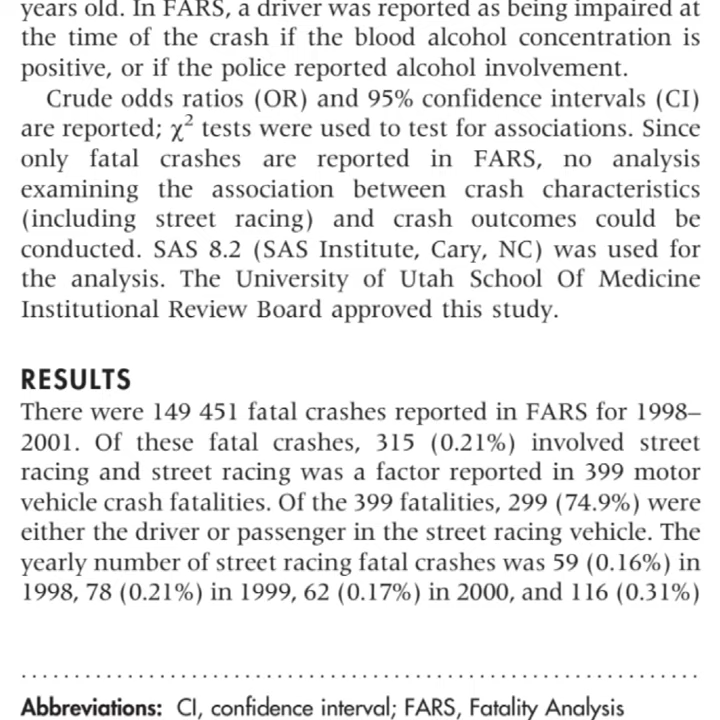 years old. In FARS, a driver was reported as being impaired at
the time of the crash if the blood alcohol concentration is
positive, or if the police reported alcohol involvement.
Crude odds ratios (OR) and 95% confidence intervals (CI)
are reported; χ² tests were used to test for associations. Since
only fatal crashes are reported in FARS, no analysis
examining the association between crash characteristics
(including street racing) and crash outcomes could be
conducted. SAS 8.2 (SAS Institute, Cary, NC) was used for
the analysis. The University of Utah School Of Medicine
Institutional Review Board approved this study.
RESULTS
There were 149 451 fatal crashes reported in FARS for 1998–
2001. Of these fatal crashes, 315 (0.21%) involved street
racing and street racing was a factor reported in 399 motor
vehicle crash fatalities. Of the 399 fatalities, 299 (74.9%) were
either the driver or passenger in the street racing vehicle. The
yearly number of street racing fatal crashes was 59 (0.16%) in
1998, 78 (0.21%) in 1999, 62 (0.17%) in 2000, and 116 (0.31%)
Abbreviations: CI, confidence interval; FARS, Fatality Analysis